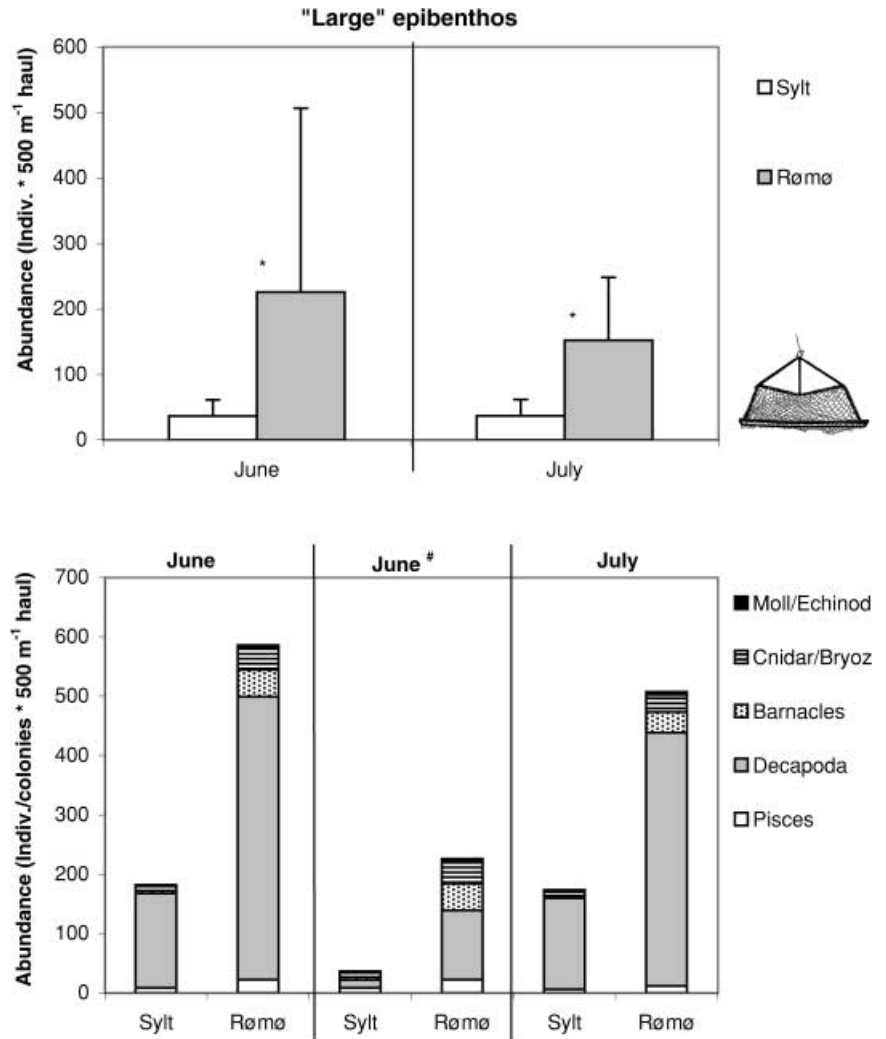 "Large" epibenthos
Abundance (Indiv. * 500 m⁻¹ haul)
600
500
400
300
200
100
0
*
*
June
July
Sylt
Rømø
Abundance (Indiv./colonies * 500 m⁻¹ haul)
June
June #
July
700
600
500
400
300
200
100
0
Sylt
Rømø
Sylt
Rømø
Sylt
Rømø
Moll/Echinod
Cnidar/Bryoz
Barnacles
Decapoda
Pisces